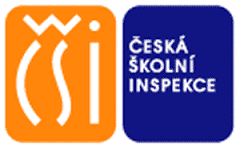 ČŠI
ČESKÁ
ŠKOLNÍ
INSPEKCE